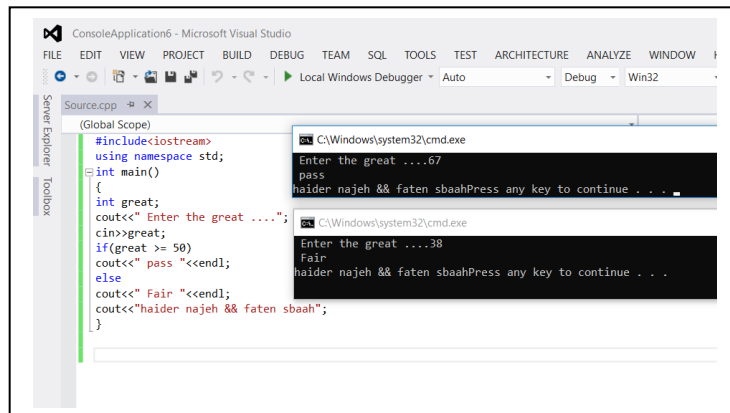 ConsoleApplication6 - Microsoft Visual Studio
FILE EDIT VIEW PROJECT BUILD DEBUG TEAM SQL TOOLS TEST ARCHITECTURE ANALYZE WINDOW
Local Windows Debugger Auto Debug Win32
Server Explorer
Toolbox
Source.cpp
(Global Scope)
#include<iostream>
using namespace std;
int main()
{
int great;
cout<<" Enter the great ....";
cin>>great;
if(great >= 50)
cout<<" pass "<<endl;
else
cout<<" Fair "<<endl;
cout<<"haider najeh && faten sbaah";
}
C:\Windows\system32\cmd.exe
Enter the great ....67
pass
haider najeh && faten sbaahPress any key to continue . . .
C:\Windows\system32\cmd.exe
Enter the great ....38
Fair
haider najeh && faten sbaahPress any key to continue . . .